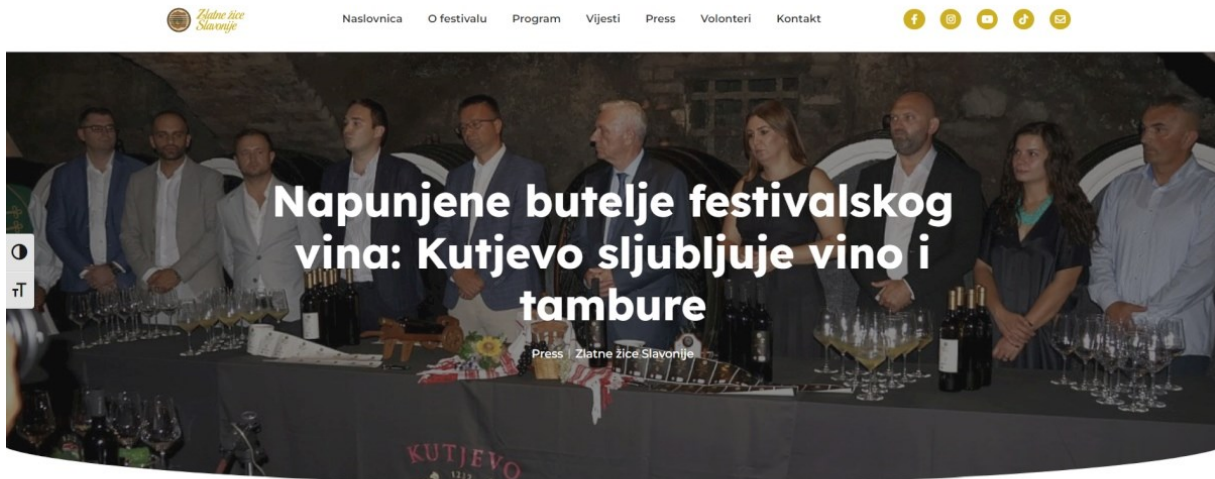 Zlatne žice
Slavonije
Naslovnica O festivalu Program Vijesti Press Volonteri Kontakt
Napunjene butelje festivalskog
vina: Kutjevo sljubljuje vino i
tambure
Press | Zlatne žice Slavonije
KUTJEVO
1232